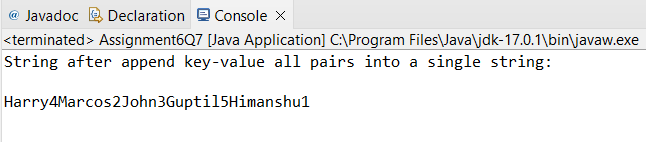 @ Javadoc Declaration Console
<terminated> Assignment6Q7 [Java Application] C:\Program Files\Java\jdk-17.0.1\bin\javaw.exe
String after append key-value all pairs into a single string:
Harry4Marcos2John3Guptil5Himanshu1